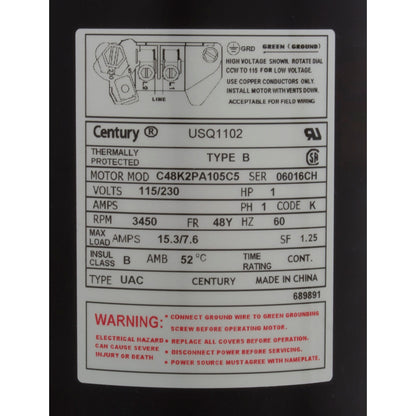 GRD GREEN (GROUND)
HIGH VOLTAGE SHOWN. ROTATE DIAL
CCW TO 115 FOR LOW VOLTAGE.
USE COPPER CONDUCTORS ONLY.
INSTALL MOTOR WITH VENTS DOWN.
ACCEPTABLE FOR FIELD WIRING
L2 L1
LINE
Century ® USQ1102
THERMALLY
PROTECTED TYPE B
MOTOR MOD C48K2PA105C5 SER 06016CH
VOLTS 115/230 HP 1
AMPS PH 1 CODE K
RPM 3450 FR 48Y HZ 60
MAX
LOAD AMPS 15.3/7.6 SF 1.25
INSUL
CLASS B AMB 52 °C TIME
RATING CONT.
TYPE UAC CENTURY MADE IN CHINA
689891
WARNING: • CONNECT GROUND WIRE TO GREEN GROUNDING
SCREW BEFORE OPERATING MOTOR.
ELECTRICAL HAZARD • REPLACE ALL COVERS BEFORE OPERATION.
CAN CAUSE SEVERE • DISCONNECT POWER BEFORE SERVICING.
INJURY OR DEATH • POWER SOURCE MUST AGREE WITH NAMEPLATE.